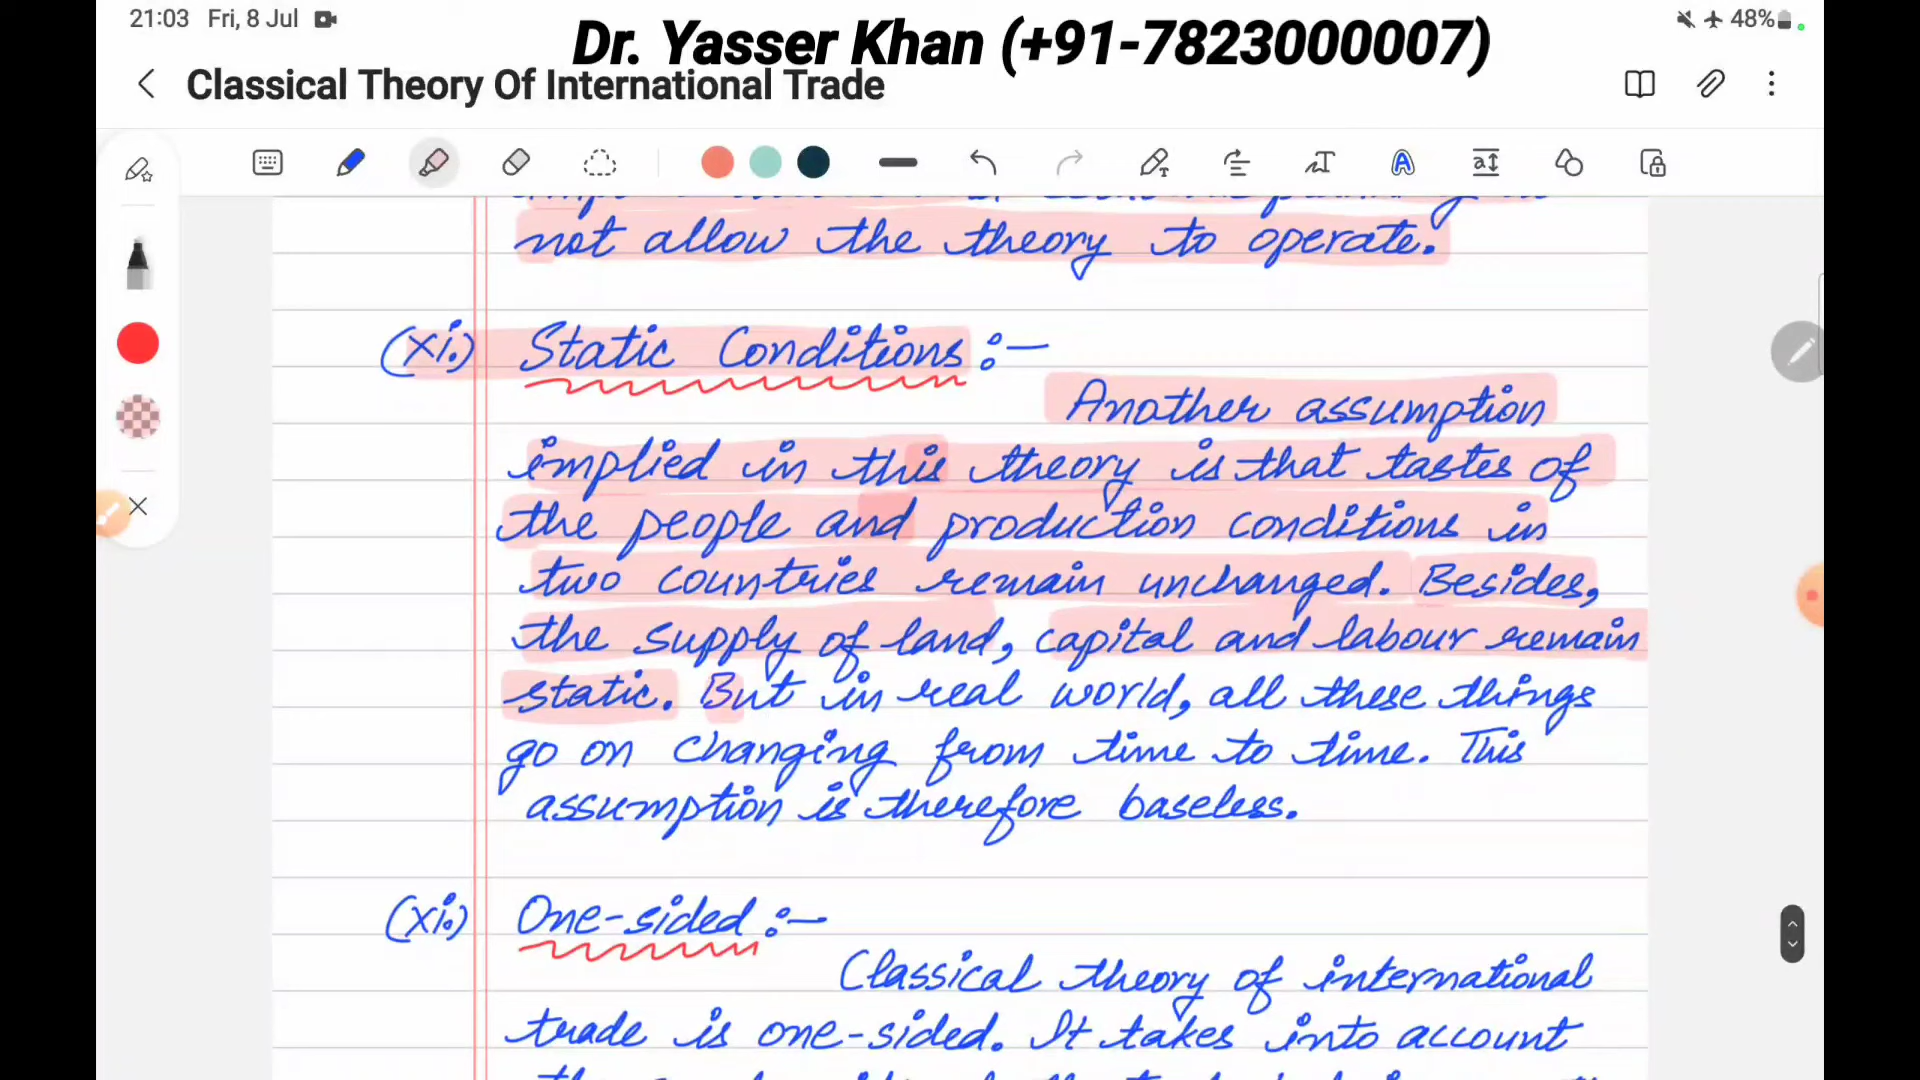 21:03 Fri, 8 Jul
48%
Dr. Yasser Khan (+91-7823000007)
Classical Theory Of International Trade
not allow the theory to operate.
(xi.) Static Conditions :-
Another assumption
implied in this theory is that tastes of
the people and production conditions in
two countries remain unchanged. Besides,
the supply of land, capital and labour remain
static. But in real world, all these things
go on changing from time to time. This
assumption is therefore baseless.
(xi.) One-sided :-
Classical theory of international
trade is one-sided. It takes into account